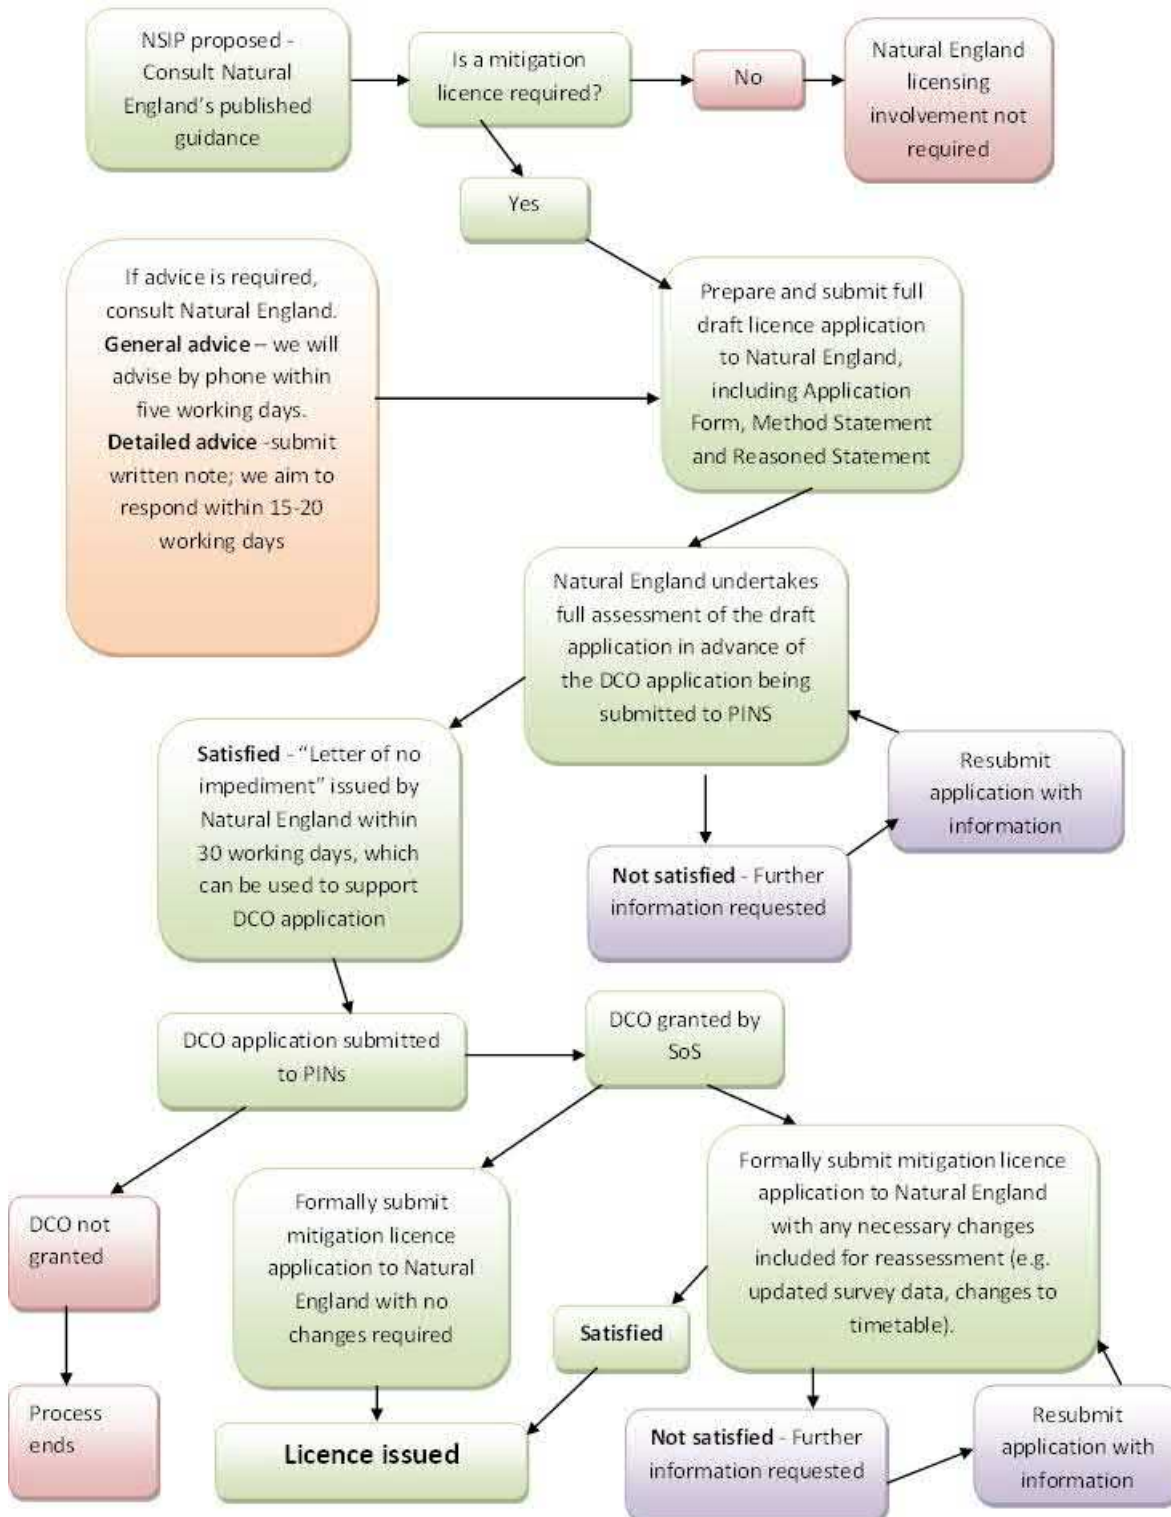 NSIP proposed -
Consult Natural
England's published
guidance
Is a mitigation
licence required?
No
Natural England
licensing
involvement not
required
Yes
If advice is required,
consult Natural England.
General advice – we will
advise by phone within
five working days.
Detailed advice -submit
written note; we aim to
respond within 15-20
working days
Prepare and submit full
draft licence application
to Natural England,
including Application
Form, Method Statement
and Reasoned Statement
Natural England undertakes
full assessment of the draft
application in advance of
the DCO application being
submitted to PINS
Satisfied - "Letter of no
impediment" issued by
Natural England within
30 working days, which
can be used to support
DCO application
Resubmit
application with
information
Not satisfied - Further
information requested
DCO application submitted
to PINs
DCO granted by
SoS
DCO not
granted
Formally submit
mitigation licence
application to Natural
England with no
changes required
Formally submit mitigation licence
application to Natural England
with any necessary changes
included for reassessment (e.g.
updated survey data, changes to
timetable).
Satisfied
Process
ends
Licence issued
Not satisfied - Further
information requested
Resubmit
application with
information